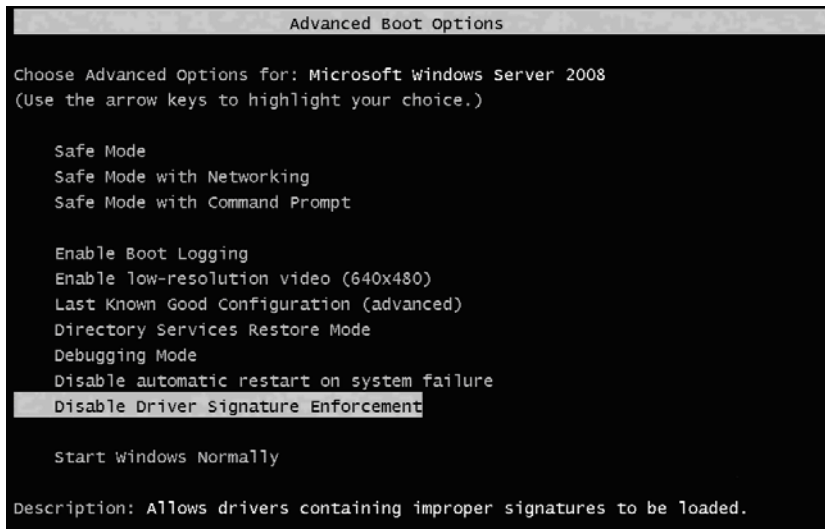 Advanced Boot Options
Choose Advanced Options for: Microsoft Windows Server 2008
(Use the arrow keys to highlight your choice.)
Safe Mode
Safe Mode with Networking
Safe Mode with Command Prompt
Enable Boot Logging
Enable low-resolution video (640x480)
Last Known Good Configuration (advanced)
Directory Services Restore Mode
Debugging Mode
Disable automatic restart on system failure
Disable Driver Signature Enforcement
Start Windows Normally
Description: Allows drivers containing improper signatures to be loaded.